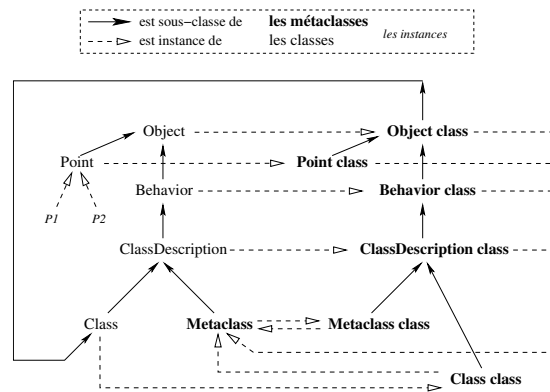 est sous-classe de les métaclasses
est instance de les classes les instances
Object Object class
Point Point class
Behavior Behavior class
P1 P2
ClassDescription ClassDescription class
Class Metaclass Metaclass class
Class class